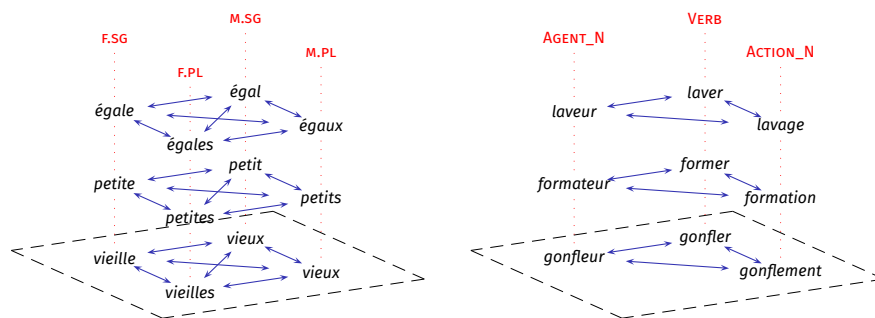 M.SG
F.SG
M.PL
F.PL
égal
égale
égaux
égales
petit
petite
petits
petites
vieux
vieille
vieux
vieilles
VERB
AGENT_N
ACTION_N
laver
laveur
lavage
former
formateur
formation
gonfler
gonfleur
gonflement